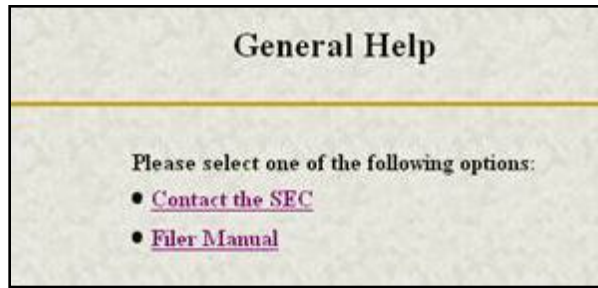 General Help
Please select one of the following options:
Contact the SEC
Filer Manual